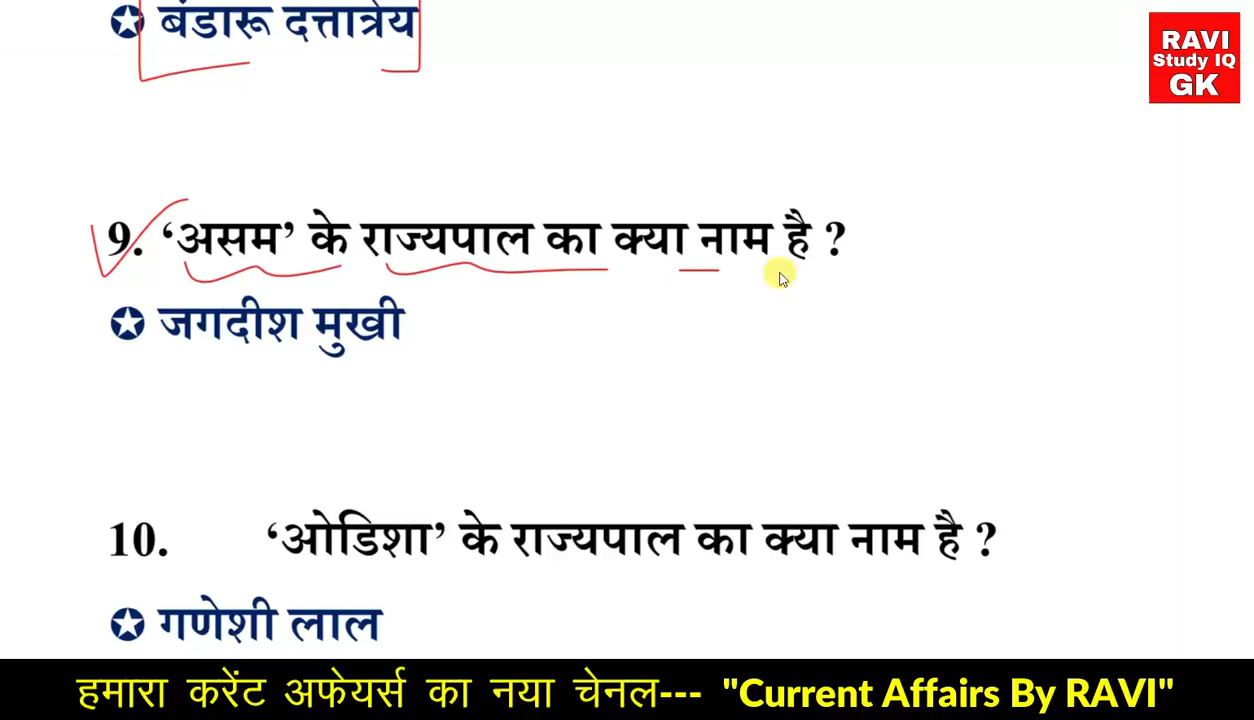 ✪ बंडारू दत्तात्रेय
RAVI
Study IQ
GK
9. ‘असम’ के राज्यपाल का क्या नाम है ?
✪ जगदीश मुखी
10. ‘ओडिशा’ के राज्यपाल का क्या नाम है ?
✪ गणेशी लाल
हमारा करेंट अफेयर्स का नया चेनल--- "Current Affairs By RAVI"